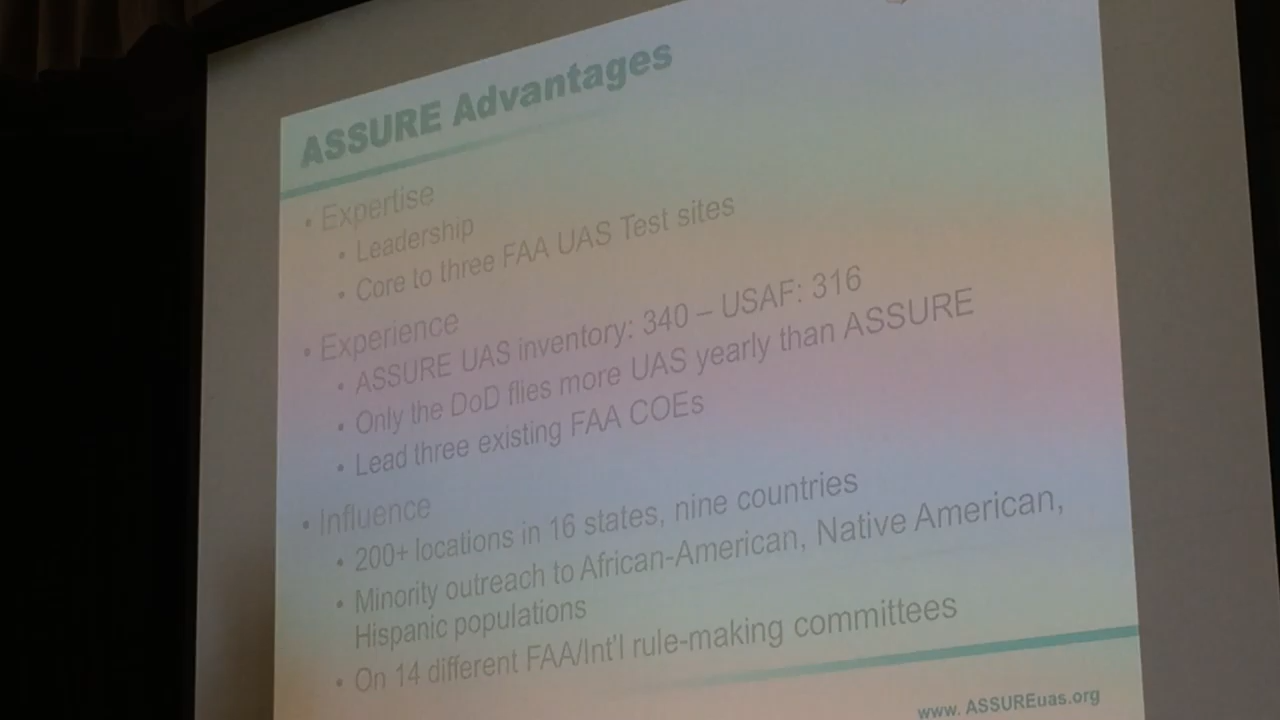 ASSURE Advantages
• Expertise
• Leadership
• Core to three FAA UAS Test sites
• Experience
• ASSURE UAS inventory: 340 – USAF: 316
• Only the DoD flies more UAS yearly than ASSURE
• Lead three existing FAA COEs
• Influence
• 200+ locations in 16 states, nine countries
• Minority outreach to African-American, Native American,
Hispanic populations
• On 14 different FAA/Int'l rule-making committees
www. ASSUREuas.org